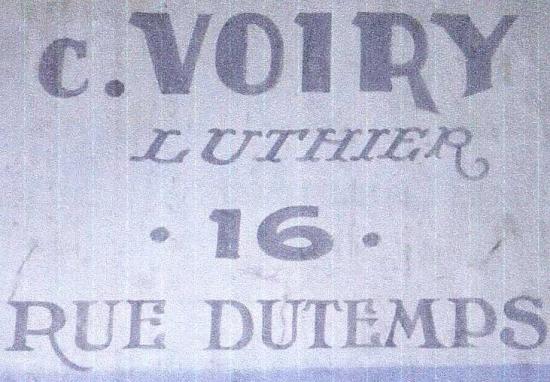 C. VOIRY
LUTHIER
· 16 ·
RUE DUTEMPS